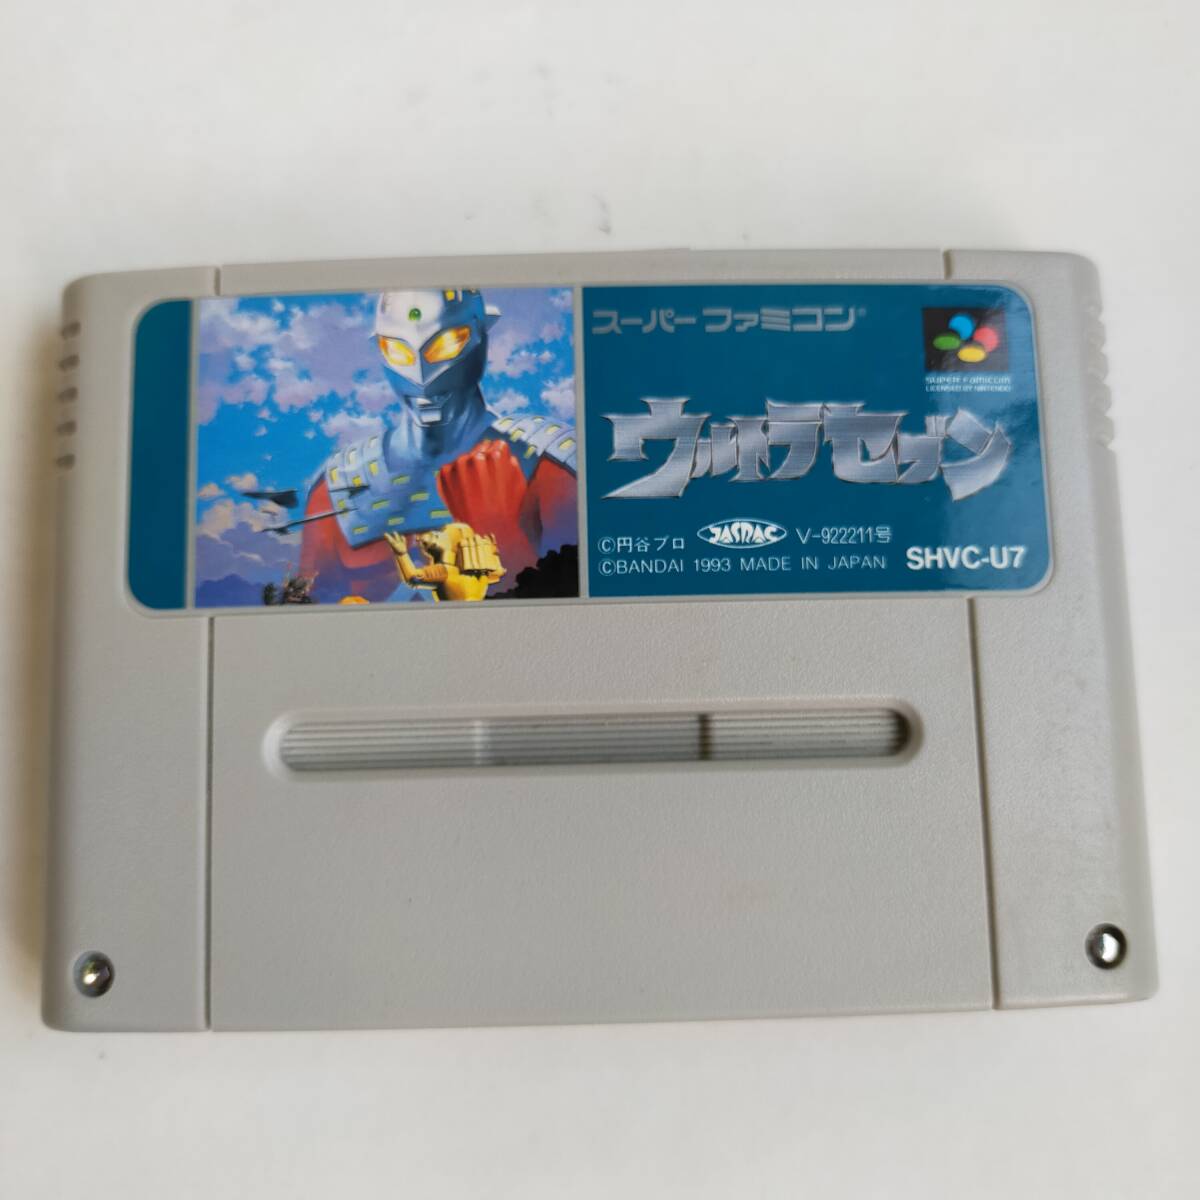 スーパーファミコン®
SUPER FAMICOM
LICENSED BY NINTENDO
ウルトラセブン
©円谷プロ JASRAC V-922211号
©BANDAI 1993 MADE IN JAPAN SHVC-U7